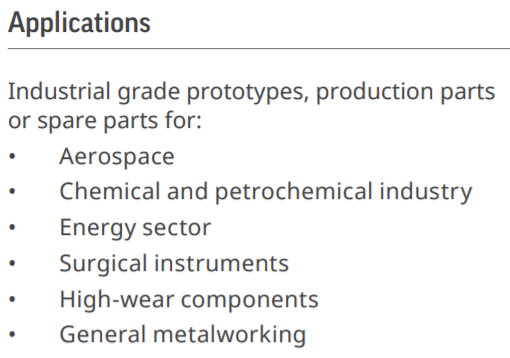 Applications
Industrial grade prototypes, production parts
or spare parts for:
• Aerospace
• Chemical and petrochemical industry
• Energy sector
• Surgical instruments
• High-wear components
• General metalworking